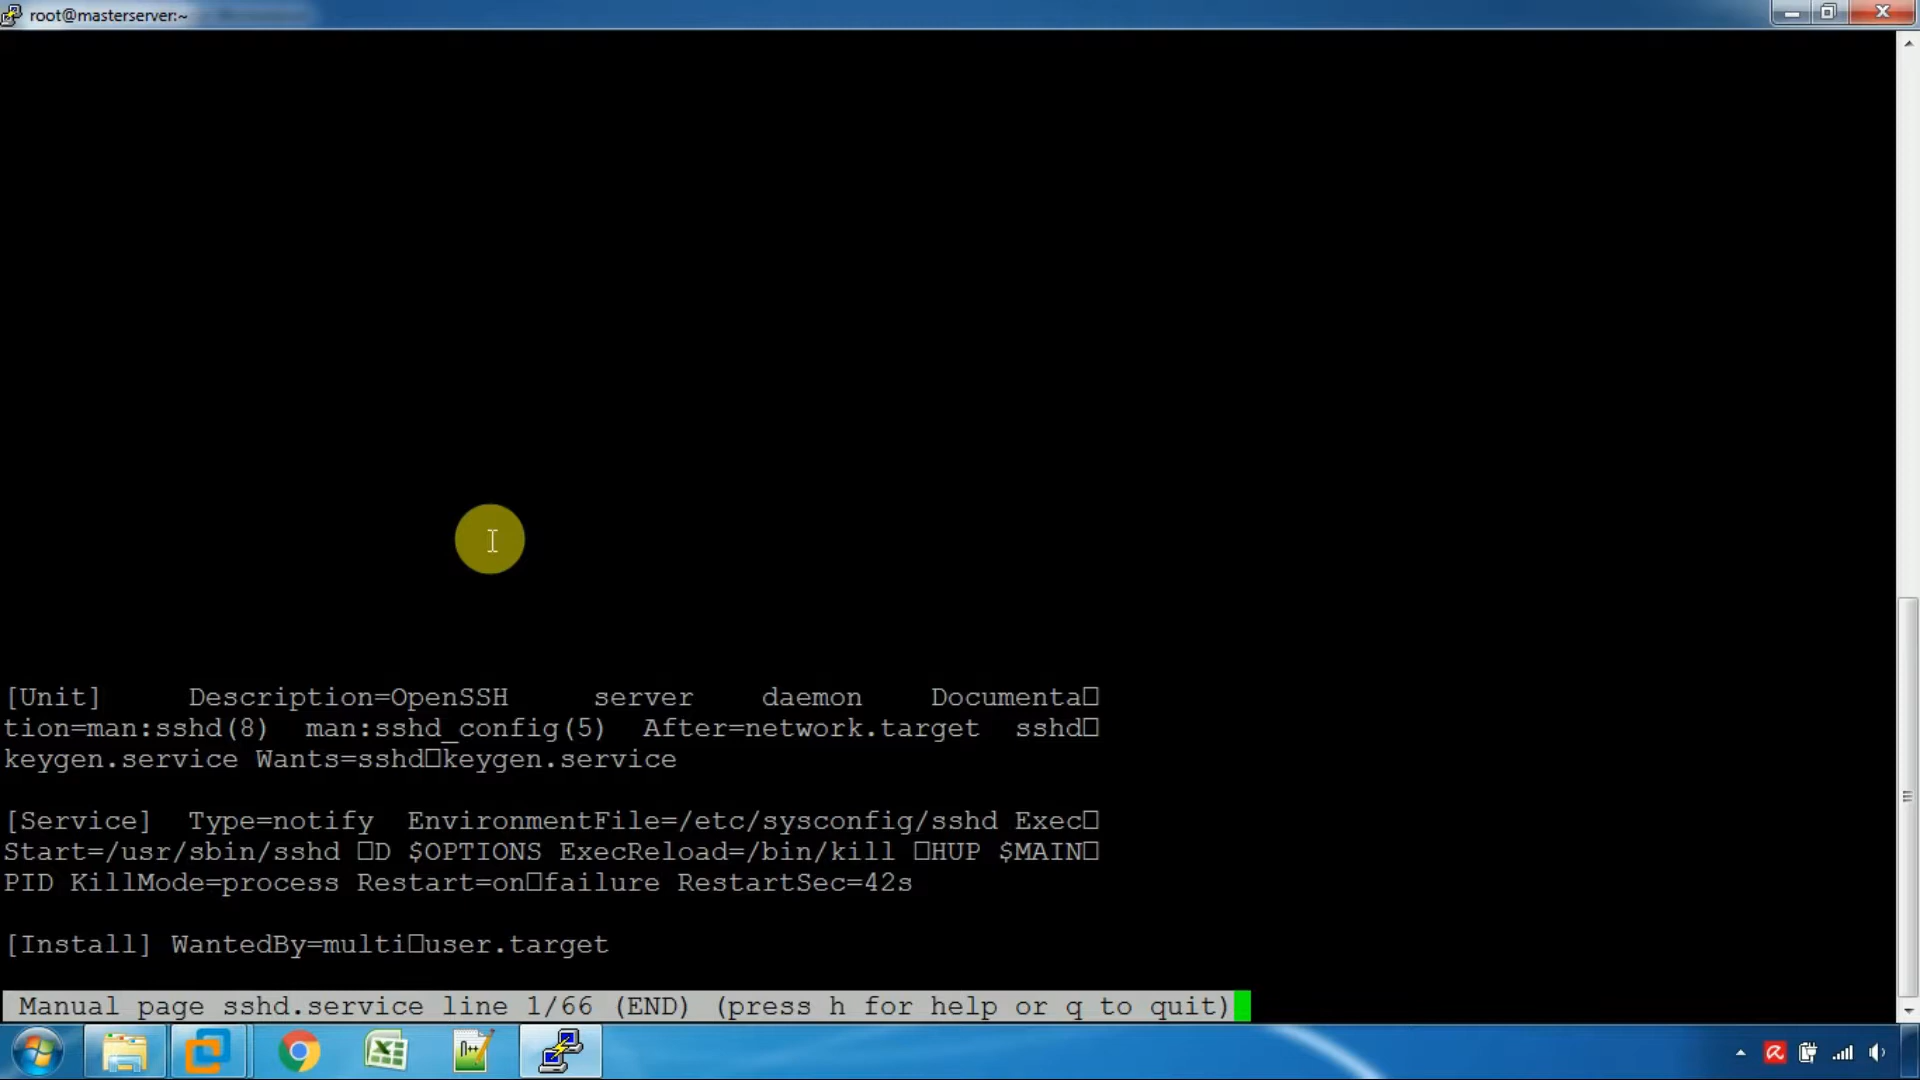 root@masterserver:~
[Unit] Description=OpenSSH server daemon Documenta□
tion=man:sshd(8) man:sshd_config(5) After=network.target sshd□
keygen.service Wants=sshd□keygen.service
[Service] Type=notify EnvironmentFile=/etc/sysconfig/sshd Exec□
Start=/usr/sbin/sshd □D $OPTIONS ExecReload=/bin/kill □HUP $MAIN□
PID KillMode=process Restart=on□failure RestartSec=42s
[Install] WantedBy=multi□user.target
Manual page sshd.service line 1/66 (END) (press h for help or q to quit)